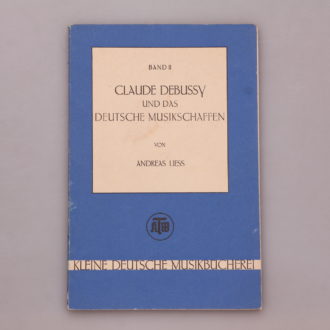 BAND 8
CLAUDE DEBUSSY
UND DAS
DEUTSCHE MUSIKSCHAFFEN
VON
ANDREAS LIESS
KLEINE DEUTSCHE MUSIKBÜCHEREI